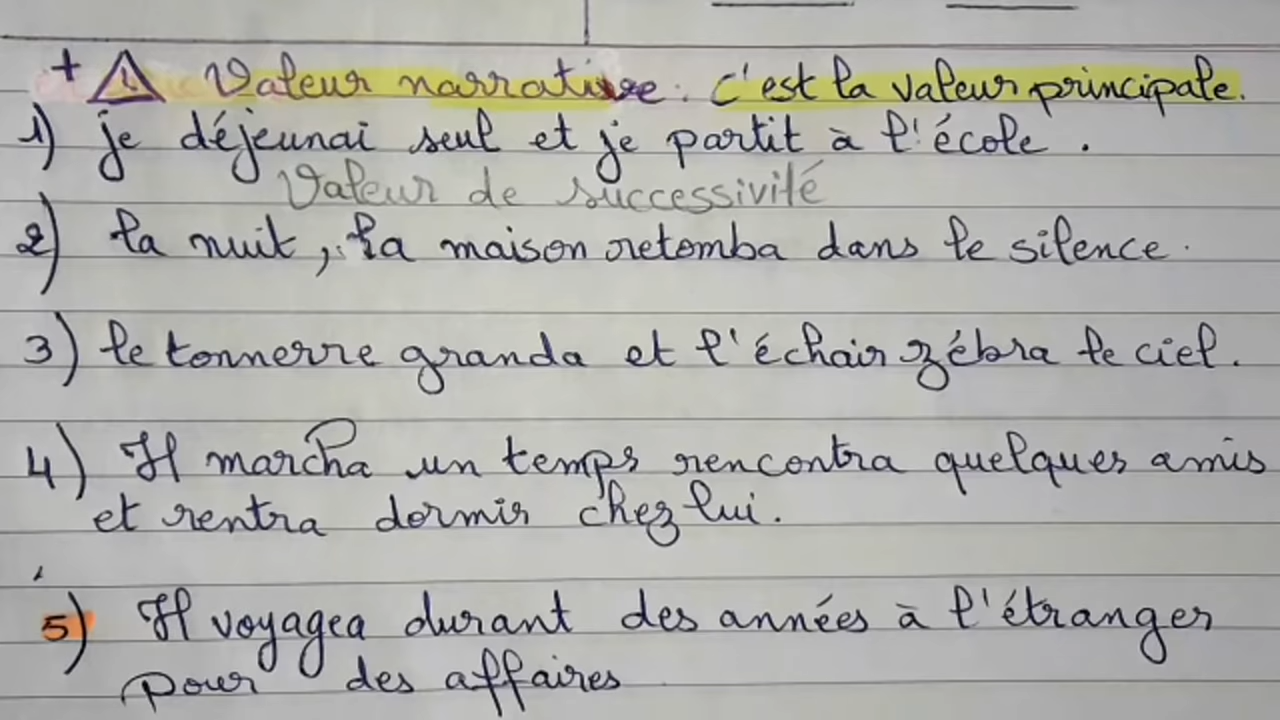 + ⚠ Valeur narrative. C'est la valeur principale.
1) je déjeunai seul et je partit à l'école.
Valeur de successivité
2) la nuit, la maison retomba dans le silence.
3) le tonnerre granda et l'échair zébra le ciel.
4) Il marcha un temps rencontra quelques amis
et rentra dormir chez lui.
5) Il voyagea durant des années à l'étranger
pour des affaires